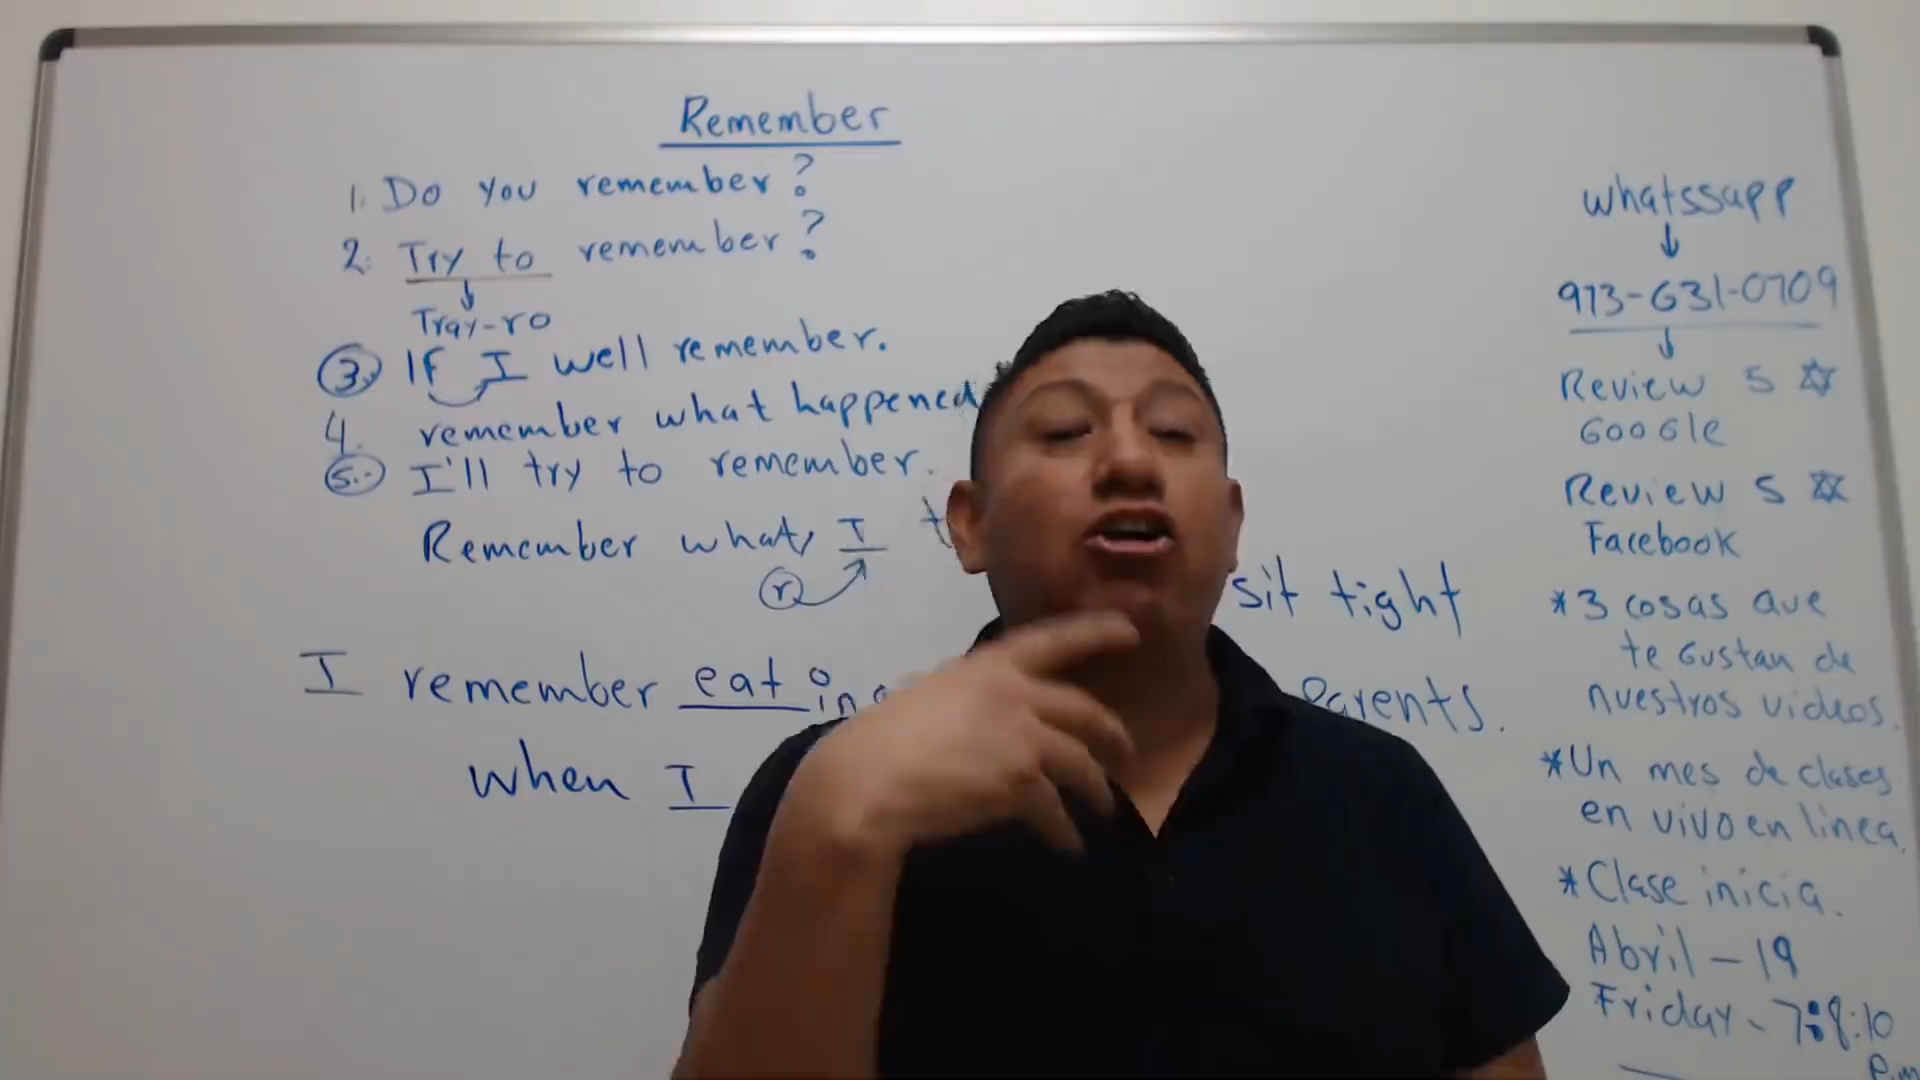 Remember
1. Do you remember?
2. Try to remember?
Tray-ro
3. If I well remember.
4. remember what happened
5.- I'll try to remember.
Remember what I t
r
sit tight
I remember eating
Parents.
when I
whatssapp
913-631-0709
Review 5
Google
Review 5
Facebook
*3 cosas que
te gustan de
nuestros videos.
*Un mes de clases
en vivo en linea.
*Clase inicia.
Abril - 19
Friday - 7:8:10
P.m